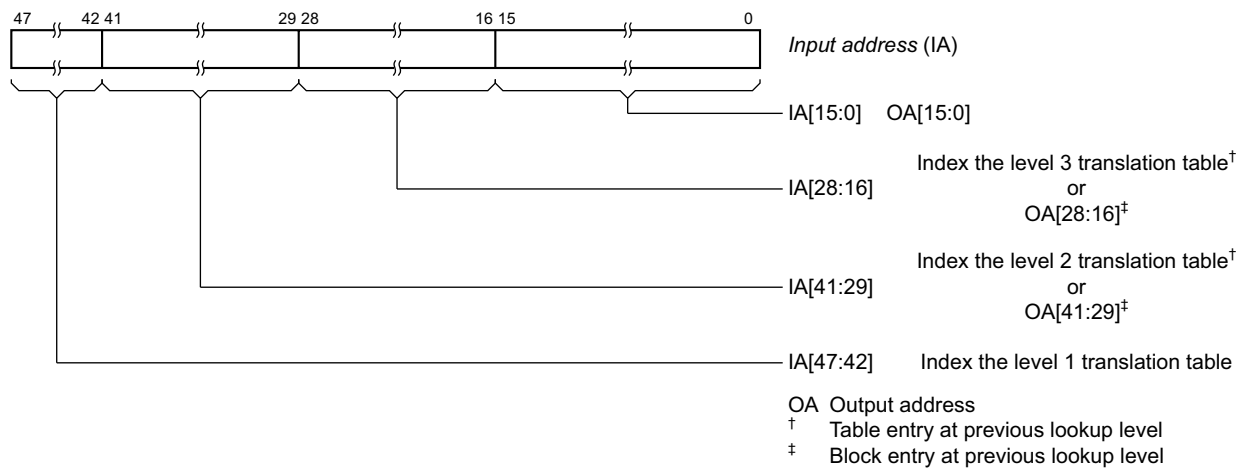 47 42 41 29 28 16 15 0
Input address (IA)
IA[15:0] OA[15:0]
Index the level 3 translation table†
IA[28:16] or
OA[28:16]‡
Index the level 2 translation table†
IA[41:29] or
OA[41:29]‡
IA[47:42] Index the level 1 translation table
OA Output address
† Table entry at previous lookup level
‡ Block entry at previous lookup level